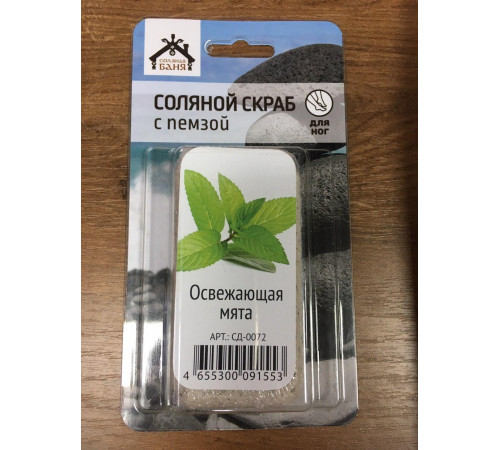 СОЛЯНАЯ
БАНЯ
СОЛЯНОЙ СКРАБ
с пемзой
ДЛЯ
НОГ
Освежающая
мята
АРТ.: СД-0072
4 655300 091553